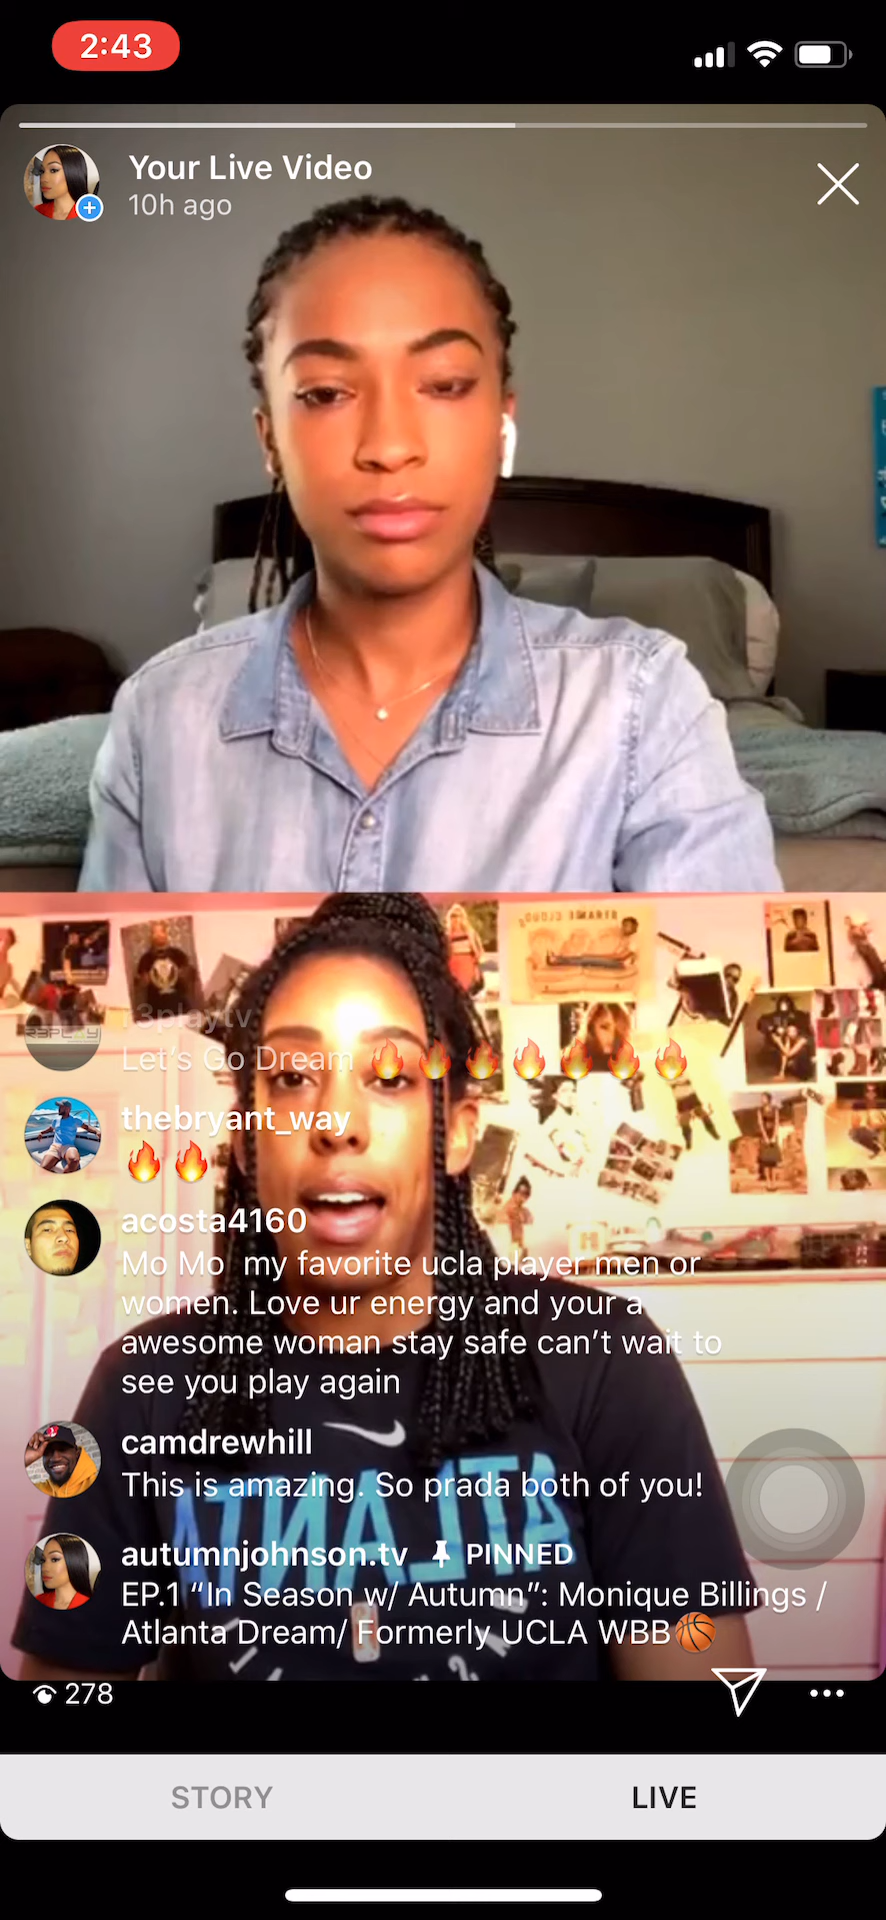 2:43
Your Live Video
10h ago
r3playtv
R3PLAY
Let's Go Dream 🔥🔥🔥🔥🔥🔥🔥
thebryant_way
🔥🔥
acosta4160
Mo Mo  my favorite ucla player men or
women. Love ur energy and your a
awesome woman stay safe can't wait to
see you play again
camdrewhill
This is amazing. So prada both of you!
ATLANTA
autumnjohnson.tv 📌 PINNED
EP.1 “In Season w/ Autumn”: Monique Billings /
Atlanta Dream/ Formerly UCLA WBB🏀
278
STORY
LIVE